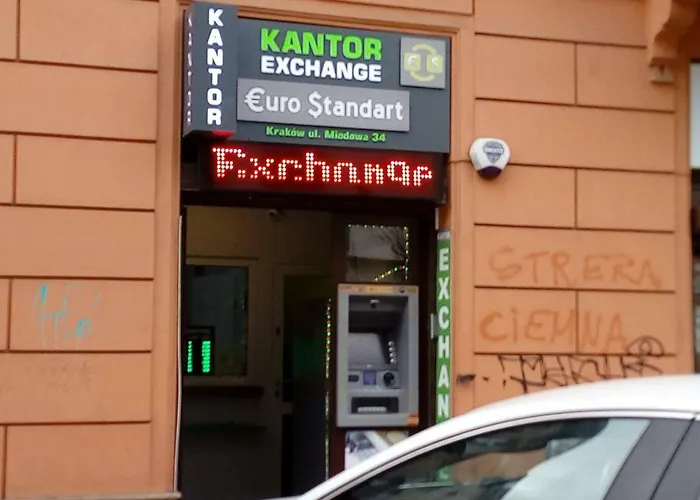 KANTOR
KANTOR
EXCHANGE
€uro $tandart
Kraków ul. Miodowa 34
Exchange
EXCHAN
STREFA
CIEMNA